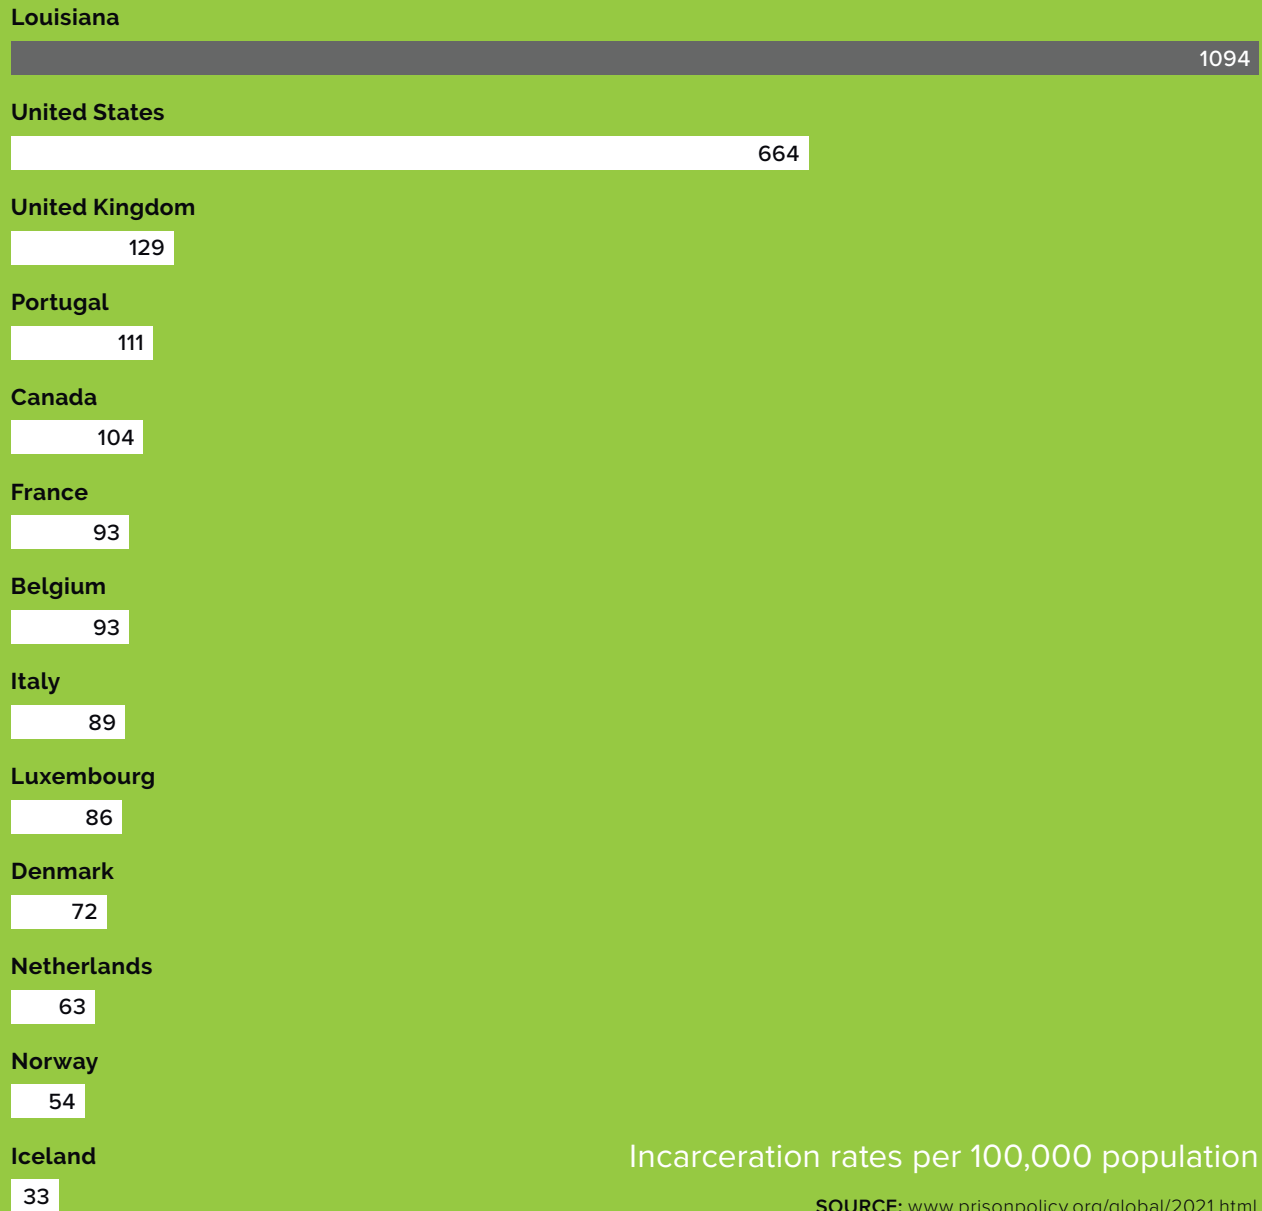 Louisiana
1094
United States
664
United Kingdom
129
Portugal
111
Canada
104
France
93
Belgium
93
Italy
89
Luxembourg
86
Denmark
72
Netherlands
63
Norway
54
Iceland
33
Incarceration rates per 100,000 population
SOURCE: www.prisonpolicy.org/global/2021.html